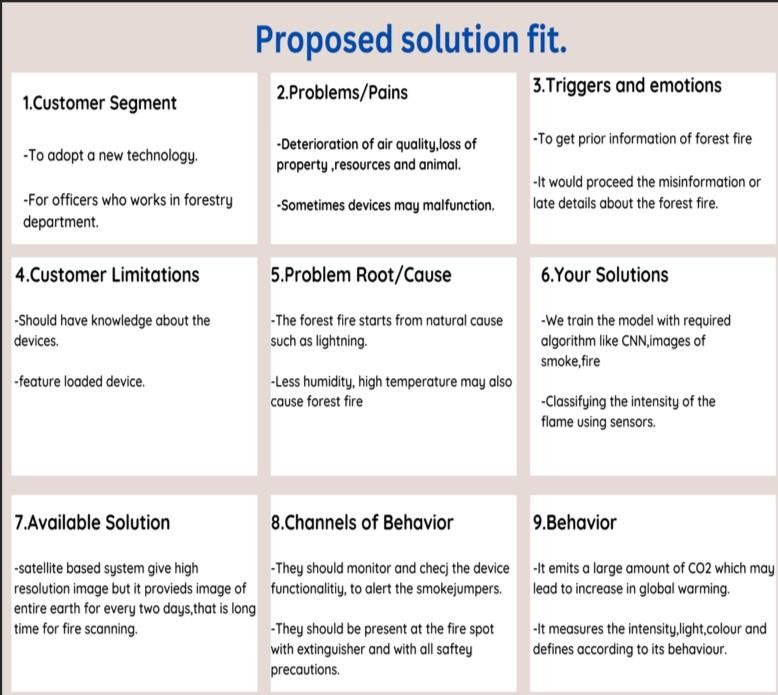 Proposed solution fit.
1.Customer Segment
-To adopt a new technology.
-For officers who works in forestry
department.
2.Problems/Pains
-Deterioration of air quality,loss of
property ,resources and animal.
-Sometimes devices may malfunction.
3.Triggers and emotions
-To get prior information of forest fire
-It would proceed the misinformation or
late details about the forest fire.
4.Customer Limitations
-Should have knowledge about the
devices.
-feature loaded device.
5.Problem Root/Cause
-The forest fire starts from natural cause
such as lightning.
-Less humidity, high temperature may also
cause forest fire
6.Your Solutions
-We train the model with required
algorithm like CNN,images of
smoke,fire
-Classifying the intensity of the
flame using sensors.
7.Available Solution
-satellite based system give high
resolution image but it provieds image of
entire earth for every two days,that is long
time for fire scanning.
8.Channels of Behavior
-They should monitor and checj the device
functionalitiy, to alert the smokejumpers.
-They should be present at the fire spot
with extinguisher and with all saftey
precautions.
9.Behavior
-It emits a large amount of CO2 which may
lead to increase in global warming.
-It measures the intensity,light,colour and
defines according to its behaviour.